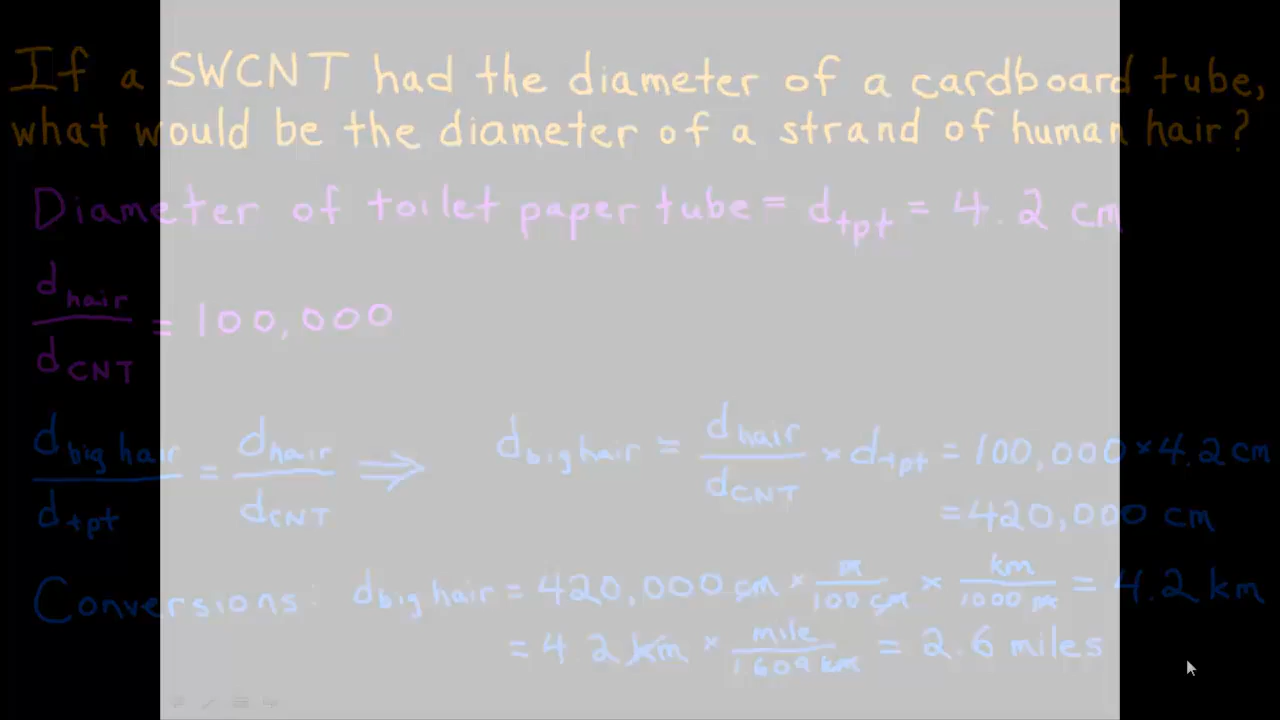 If a SWCNT had the diameter of a cardboard tube,
what would be the diameter of a strand of human hair?
Diameter of toilet paper tube = d_tpt = 4.2 cm
d_hair / d_CNT = 100,000
d_big hair / d_tpt = d_hair / d_CNT ⇒ d_big hair = d_hair / d_CNT × d_tpt = 100,000 × 4.2 cm
= 420,000 cm
Conversions: d_big hair = 420,000 cm × m / 100 cm × km / 1000 m = 4.2 km
= 4.2 km × mile / 1.609 km = 2.6 miles